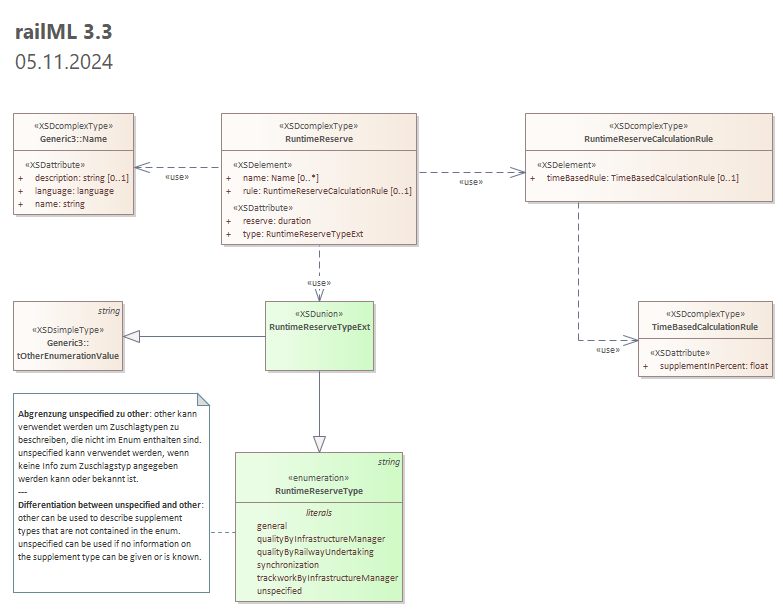 railML 3.3
05.11.2024
«XSDcomplexType»
Generic3::Name
«XSDattribute»
+ description: string [0..1]
+ language: language
+ name: string
«use»
«XSDcomplexType»
RuntimeReserve
«XSDelement»
+ name: Name [0..*]
+ rule: RuntimeReserveCalculationRule [0..1]
«XSDattribute»
+ reserve: duration
+ type: RuntimeReserveTypeExt
«use»
«XSDcomplexType»
RuntimeReserveCalculationRule
«XSDelement»
+ timeBasedRule: TimeBasedCalculationRule [0..1]
«use»
string
«XSDsimpleType»
Generic3::
tOtherEnumerationValue
«XSDunion»
RuntimeReserveTypeExt
«use»
«XSDcomplexType»
TimeBasedCalculationRule
«XSDattribute»
+ supplementInPercent: float
Abgrenzung unspecified zu other: other kann
verwendet werden um Zuschlagtypen zu
beschreiben, die nicht im Enum enthalten sind.
unspecified kann verwendet werden, wenn
keine Info zum Zuschlagstyp angegeben
werden kann oder bekannt ist.
---
Differentiation between unspecified and other:
other can be used to describe supplement
types that are not contained in the enum.
unspecified can be used if no information on
the supplement type can be given or is known.
string
«enumeration»
RuntimeReserveType
literals
general
qualityByInfrastructureManager
qualityByRailwayUndertaking
synchronization
trackworkByInfrastructureManager
unspecified